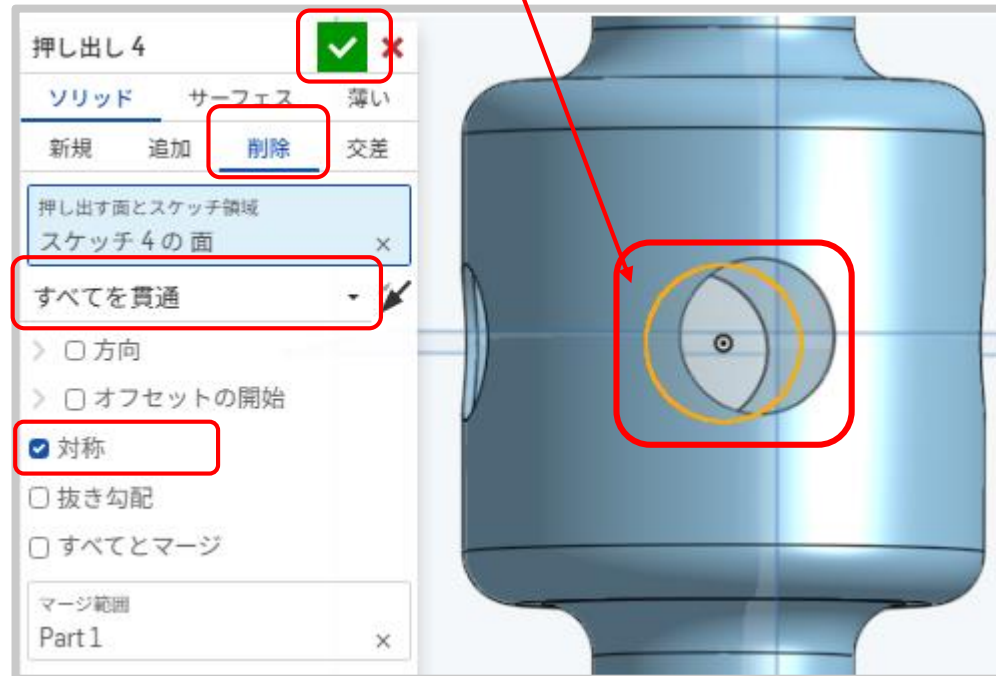 押し出し 4
ソリッド サーフェス 薄い
新規 追加 削除 交差
押し出す面とスケッチ領域
スケッチ 4 の 面
すべてを貫通
方向
オフセットの開始
対称
抜き勾配
すべてとマージ
マージ範囲
Part 1